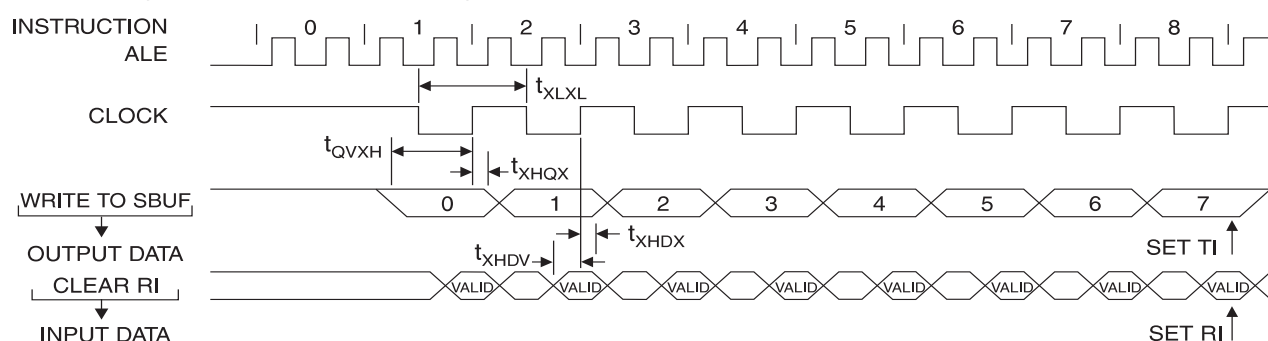 INSTRUCTION
ALE
0 1 2 3 4 5 6 7 8
tXLXL
CLOCK
tQVXH
tXHQX
WRITE TO SBUF
0 1 2 3 4 5 6 7
OUTPUT DATA
tXHDX
SET TI
tXHDV
CLEAR RI
VALID VALID VALID VALID VALID VALID VALID VALID
INPUT DATA
SET RI